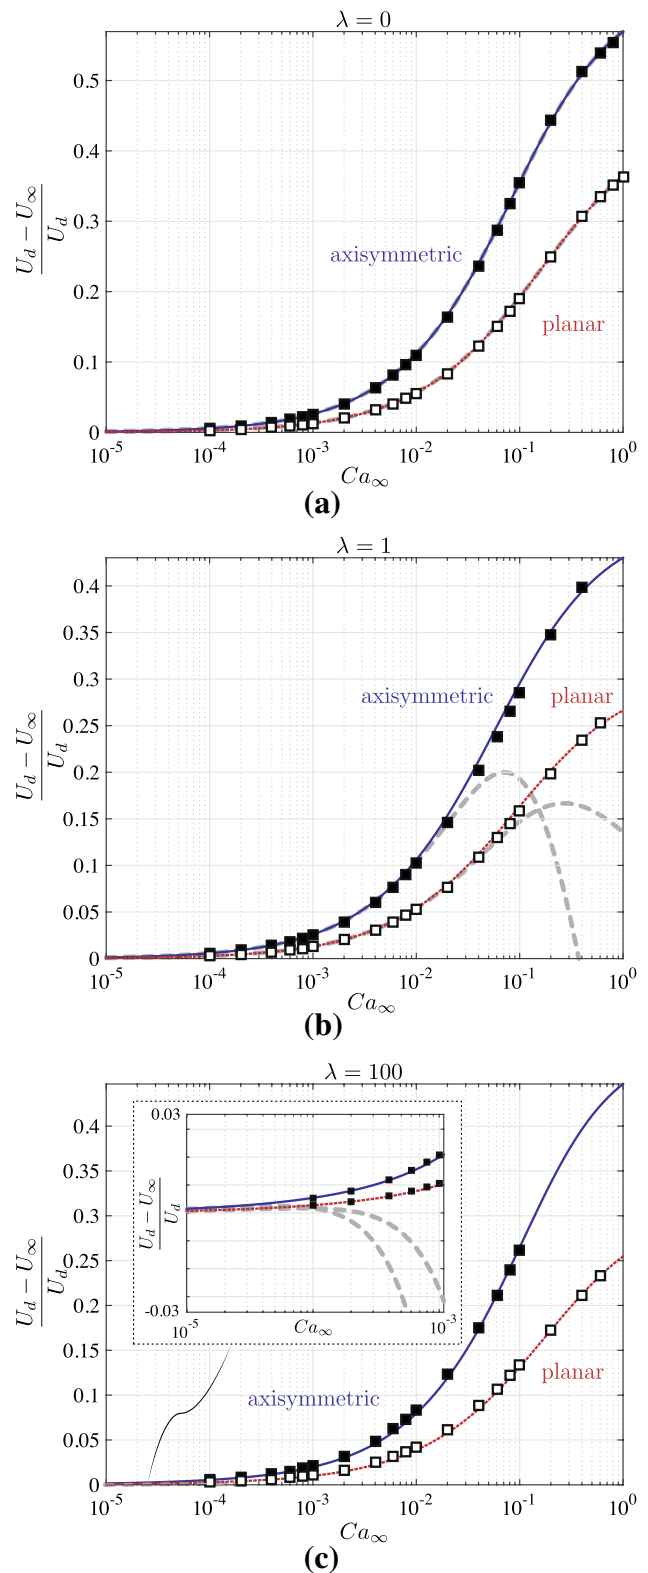 λ = 0
0.5
0.4
0.3
0.2
0.1
0
U_d − U_∞
U_d
axisymmetric
planar
10^-5 10^-4 10^-3 10^-2 10^-1 10^0
Ca_∞
(a)
λ = 1
0.4
0.35
0.3
0.25
0.2
0.15
0.1
0.05
0
U_d − U_∞
U_d
axisymmetric planar
10^-5 10^-4 10^-3 10^-2 10^-1 10^0
Ca_∞
(b)
λ = 100
0.4
0.35
0.3
0.25
0.2
0.15
0.1
0.05
0
U_d − U_∞
U_d
0.03
-0.03
U_d − U_∞
U_d
10^-5 10^-3
Ca_∞
axisymmetric
planar
10^-5 10^-4 10^-3 10^-2 10^-1 10^0
Ca_∞
(c)